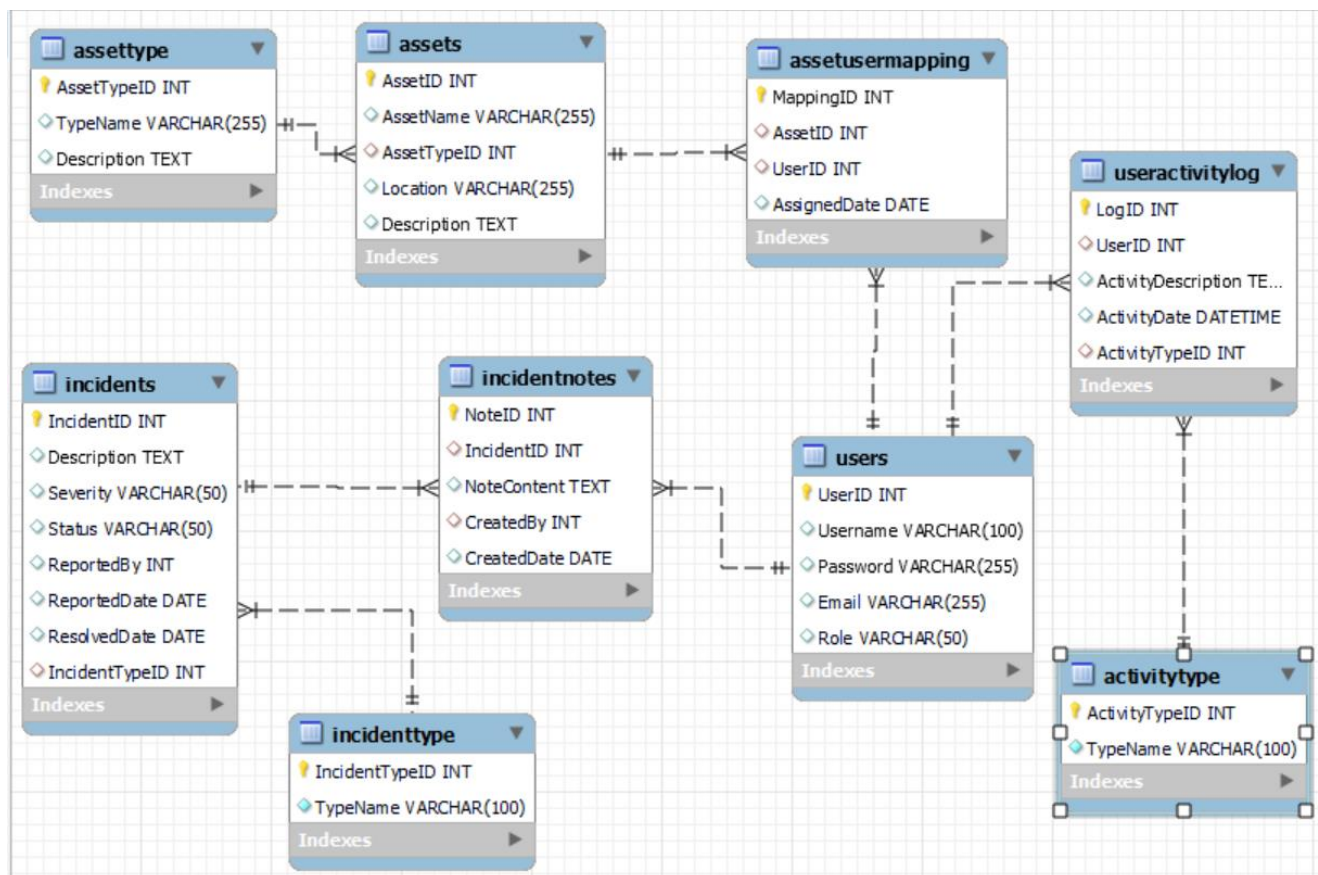 assettype
AssetTypeID INT
TypeName VARCHAR(255)
Description TEXT
Indexes
assets
AssetID INT
AssetName VARCHAR(255)
AssetTypeID INT
Location VARCHAR(255)
Description TEXT
Indexes
assetusermapping
MappingID INT
AssetID INT
UserID INT
AssignedDate DATE
Indexes
useractivitylog
LogID INT
UserID INT
ActivityDescription TE...
ActivityDate DATETIME
ActivityTypeID INT
Indexes
incidents
IncidentID INT
Description TEXT
Severity VARCHAR(50)
Status VARCHAR(50)
ReportedBy INT
ReportedDate DATE
ResolvedDate DATE
IncidentTypeID INT
Indexes
incidentnotes
NoteID INT
IncidentID INT
NoteContent TEXT
CreatedBy INT
CreatedDate DATE
Indexes
users
UserID INT
Username VARCHAR(100)
Password VARCHAR(255)
Email VARCHAR(255)
Role VARCHAR(50)
Indexes
activitytype
ActivityTypeID INT
TypeName VARCHAR(100)
Indexes
incidenttype
IncidentTypeID INT
TypeName VARCHAR(100)
Indexes